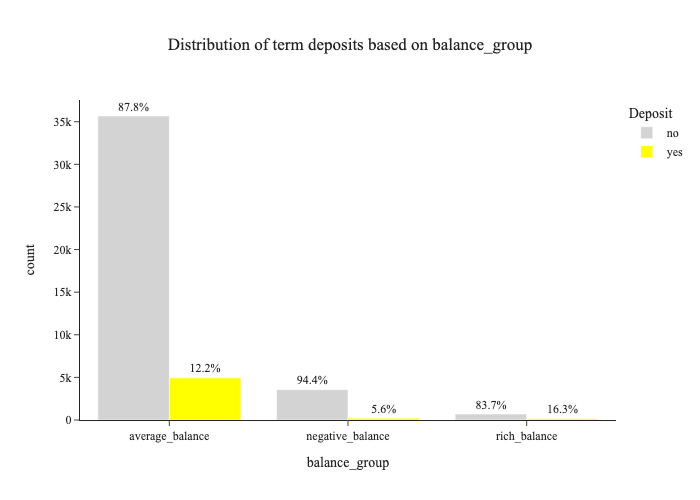 Distribution of term deposits based on balance_group
Deposit
no
yes
count
35k
30k
25k
20k
15k
10k
5k
0
87.8%
12.2%
94.4%
5.6%
83.7%
16.3%
average_balance
negative_balance
rich_balance
balance_group